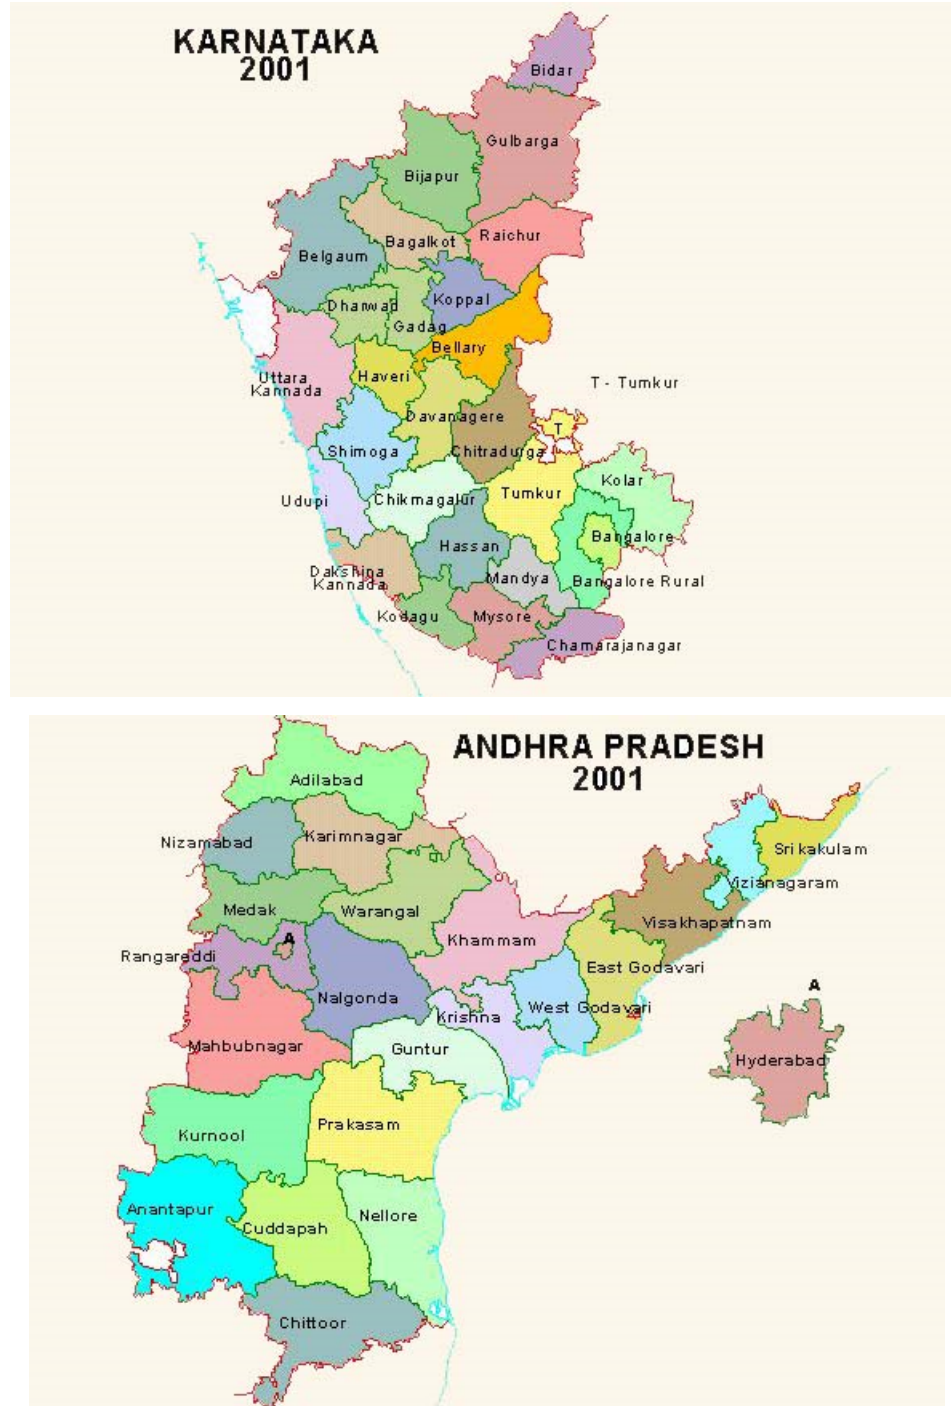 KARNATAKA
2001
Bidar
Gulbarga
Bijapur
Raichur
Bagalkot
Belgaum
Koppal
Dharwad
Gadag
Bellary
Haveri
Uttara
Kannada
T - Tumkur
Davanagere
T
Shimoga
Chitradurga
Kolar
Tumkur
Udupi
Chikmagalur
Bangalore
Hassan
Dakshina
Kannada
Mandya
Bangalore Rural
Kodagu
Mysore
Chamarajanagar
ANDHRA PRADESH
2001
Adilabad
Nizamabad
Karimnagar
Srikakulam
Vizianagaram
Medak
Warangal
Visakhapatnam
A
Khammam
Rangareddi
East Godavari
A
Nalgonda
West Godavari
Krishna
Mahbubnagar
Guntur
Hyderabad
Prakasam
Kurnool
Anantapur
Nellore
Cuddapah
Chittoor